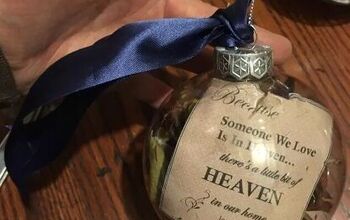 Because
Someone We Love
Is In Heaven...
there's a little bit of
HEAVEN
in our home